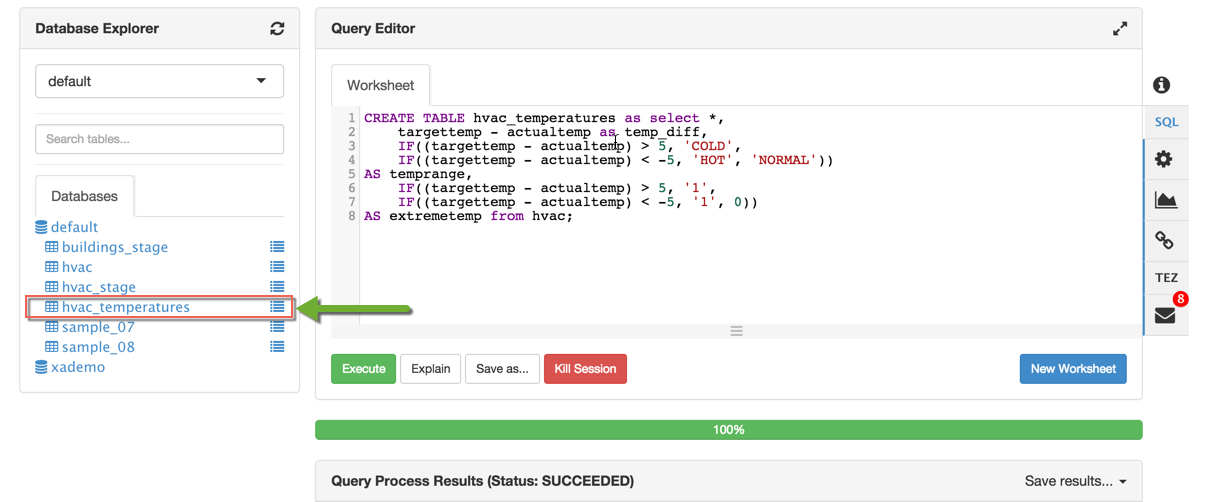 Database Explorer
default
Search tables...
Databases
default
buildings_stage
hvac
hvac_stage
hvac_temperatures
sample_07
sample_08
xademo
Query Editor
Worksheet
1 CREATE TABLE hvac_temperatures as select *,
2 targettemp - actualtemp as temp_diff,
3 IF((targettemp - actualtemp) > 5, 'COLD',
4 IF((targettemp - actualtemp) < -5, 'HOT', 'NORMAL'))
5 AS temprange,
6 IF((targettemp - actualtemp) > 5, '1',
7 IF((targettemp - actualtemp) < -5, '1', 0))
8 AS extremetemp from hvac;
Execute Explain Save as... Kill Session New Worksheet
100%
Query Process Results (Status: SUCCEEDED) Save results...
SQL
TEZ
8